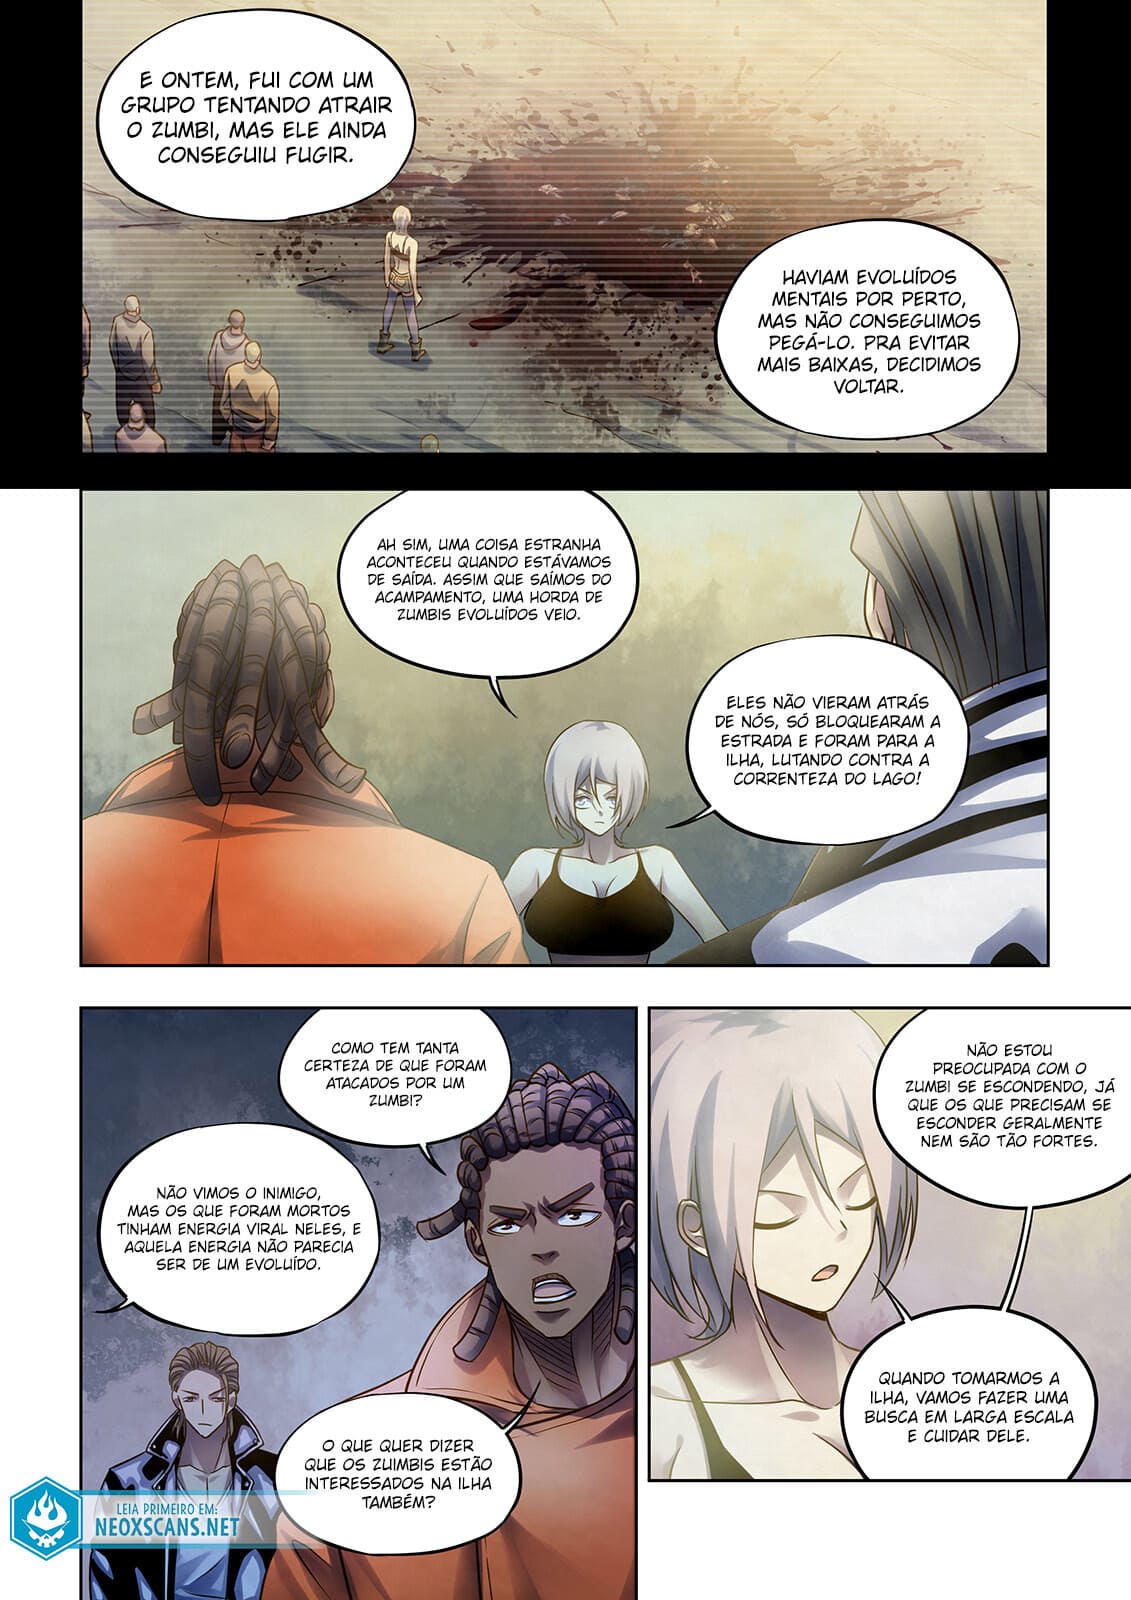 E ONTEM, FUI COM UM
GRUPO TENTANDO ATRAIR
O ZUMBI, MAS ELE AINDA
CONSEGUIU FUGIR.
HAVIAM EVOLUÍDOS
MENTAIS POR PERTO,
MAS NÃO CONSEGUIMOS
PEGÁ-LO. PRA EVITAR
MAIS BAIXAS, DECIDIMOS
VOLTAR.
AH SIM, UMA COISA ESTRANHA
ACONTECEU QUANDO ESTÁVAMOS
DE SAÍDA. ASSIM QUE SAÍMOS DO
ACAMPAMENTO, UMA HORDA DE
ZUMBIS EVOLUÍDOS VEIO.
ELES NÃO VIERAM ATRÁS
DE NÓS, SÓ BLOQUEARAM A
ESTRADA E FORAM PARA A
ILHA, LUTANDO CONTRA A
CORRENTEZA DO LAGO!
COMO TEM TANTA
CERTEZA DE QUE FORAM
ATACADOS POR UM
ZUMBI?
NÃO VIMOS O INIMIGO,
MAS OS QUE FORAM MORTOS
TINHAM ENERGIA VIRAL NELES, E
AQUELA ENERGIA NÃO PARECIA
SER DE UM EVOLUÍDO.
O QUE QUER DIZER
QUE OS ZUIMBIS ESTÃO
INTERESSADOS NA ILHA
TAMBÉM?
NÃO ESTOU
PREOCUPADA COM O
ZUMBI SE ESCONDENDO, JÁ
QUE OS QUE PRECISAM SE
ESCONDER GERALMENTE
NEM SÃO TÃO FORTES.
QUANDO TOMARMOS A
ILHA, VAMOS FAZER UMA
BUSCA EM LARGA ESCALA
E CUIDAR DELE.
LEIA PRIMEIRO EM:
NEOXSCANS.NET